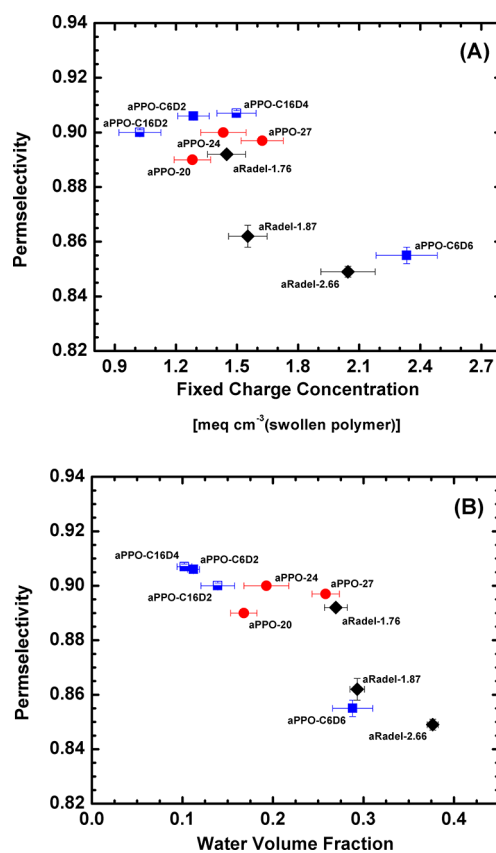 0.94
(A)
0.92
aPPO-C6D2
aPPO-C16D4
aPPO-C16D2
0.90
aPPO-27
aPPO-24
aRadel-1.76
aPPO-20
Permselectivity
0.88
aRadel-1.87
0.86
aPPO-C6D6
aRadel-2.66
0.84
0.82
0.9 1.2 1.5 1.8 2.1 2.4 2.7
Fixed Charge Concentration
[meq cm⁻³(swollen polymer)]
0.94
(B)
0.92
aPPO-C16D4
aPPO-C6D2
aPPO-24
0.90
aPPO-27
aPPO-C16D2
aRadel-1.76
aPPO-20
Permselectivity
0.88
aRadel-1.87
0.86
aPPO-C6D6
aRadel-2.66
0.84
0.82
0.0 0.1 0.2 0.3 0.4
Water Volume Fraction